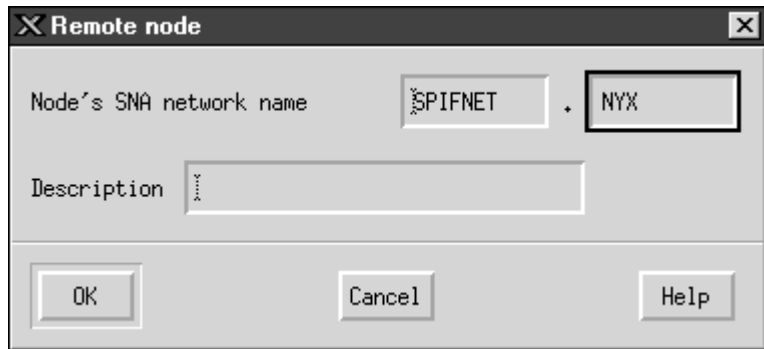 Remote node
Node's SNA network name SPIFNET . NYX
Description
OK Cancel Help